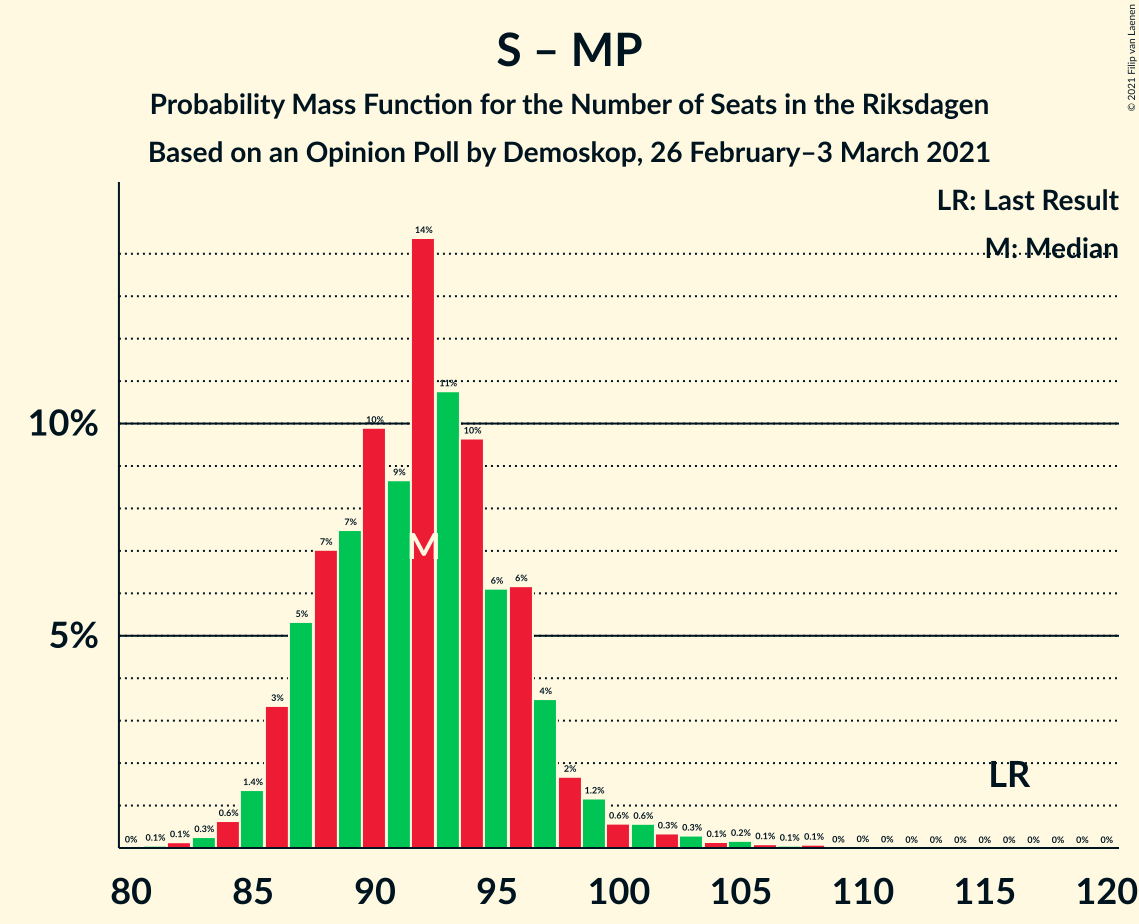 © 2021 Filip van Laenen
S – MP
Probability Mass Function for the Number of Seats in the Riksdagen
Based on an Opinion Poll by Demoskop, 26 February–3 March 2021
LR: Last Result
M: Median
14%
11%
10% 10% 10%
9%
7%
7%
M
6% 6%
5%
5%
3% 4%
LR
1.4% 2%
1.2%
0.6% 0.6% 0.6%
0% 0.1% 0.1% 0.3% 0.3% 0.3% 0.1% 0.2% 0.1% 0.1% 0.1% 0% 0% 0% 0% 0% 0% 0% 0% 0% 0% 0% 0%
80 85 90 95 100 105 110 115 120